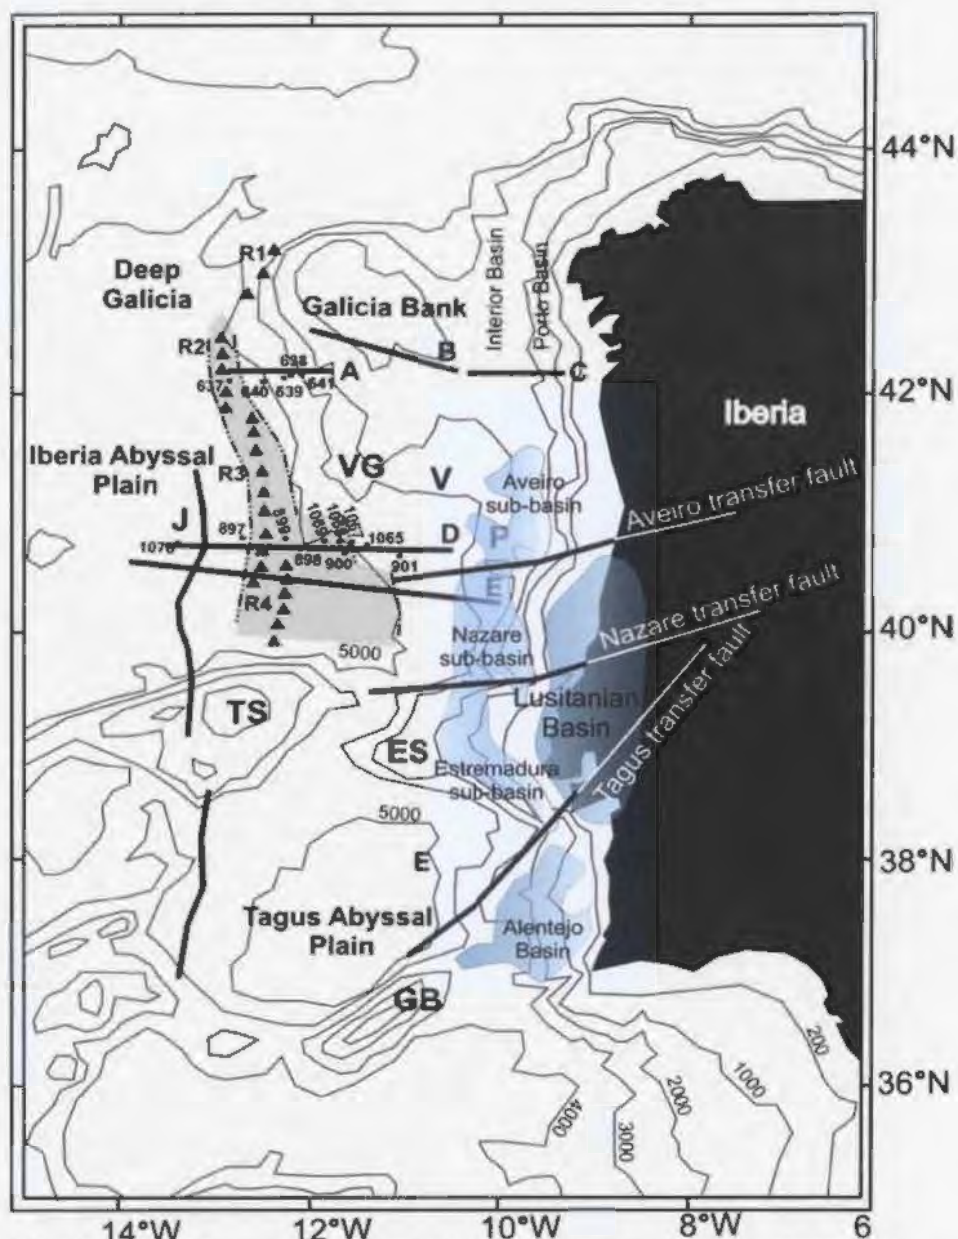 44°N
R1
Deep
Galicia
Interior Basin
Porto Basin
Galicia Bank
R2
B
A
C
637
640
639
641
42°N
Iberia
Iberia Abyssal
Plain
R3
VG
V
Aveiro
sub-basin
Aveiro transfer fault
J
897
899
1069
1067
1065
D
P
898
900
901
E
R4
Nazare
sub-basin
Nazare transfer fault
40°N
5000
TS
Lusitanian
Basin
Tagus transfer fault
ES
Estremadura
sub-basin
5000
E
38°N
Tagus Abyssal
Plain
Alentejo
Basin
GB
200
1000
2000
3000
4000
36°N
14°W
12°W
10°W
8°W
6